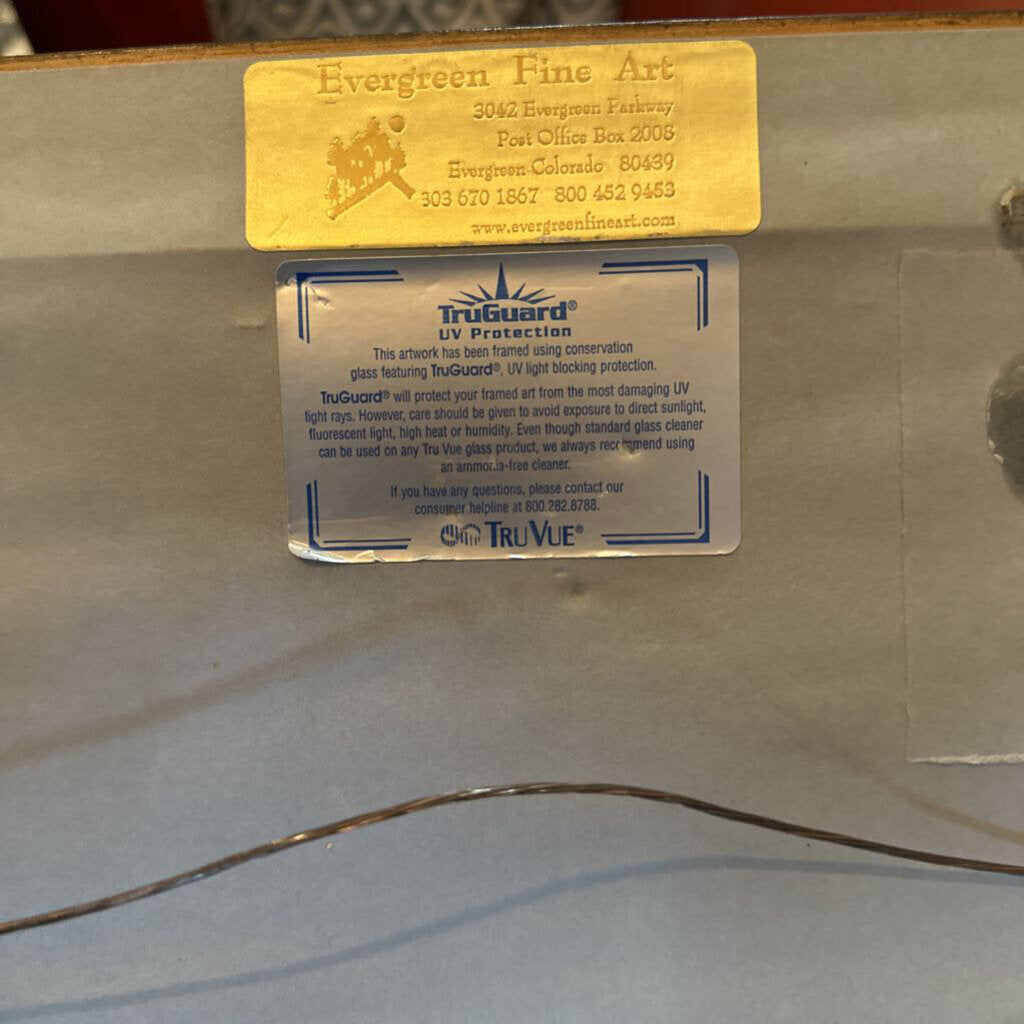 Evergreen Fine Art
3042 Evergreen Parkway
Post Office Box 2008
Evergreen Colorado 80439
303 670 1867 800 452 9453
www.evergreenfineart.com
TruGuard®
UV Protection
This artwork has been framed using conservation
glass featuring TruGuard®, UV light blocking protection.
TruGuard® will protect your framed art from the most damaging UV
light rays. However, care should be given to avoid exposure to direct sunlight,
fluorescent light, high heat or humidity. Even though standard glass cleaner
can be used on any Tru Vue glass product, we always recommend using
an ammonia-free cleaner.
If you have any questions, please contact our
consumer helpline at 800.282.8788.
TRU VUE®